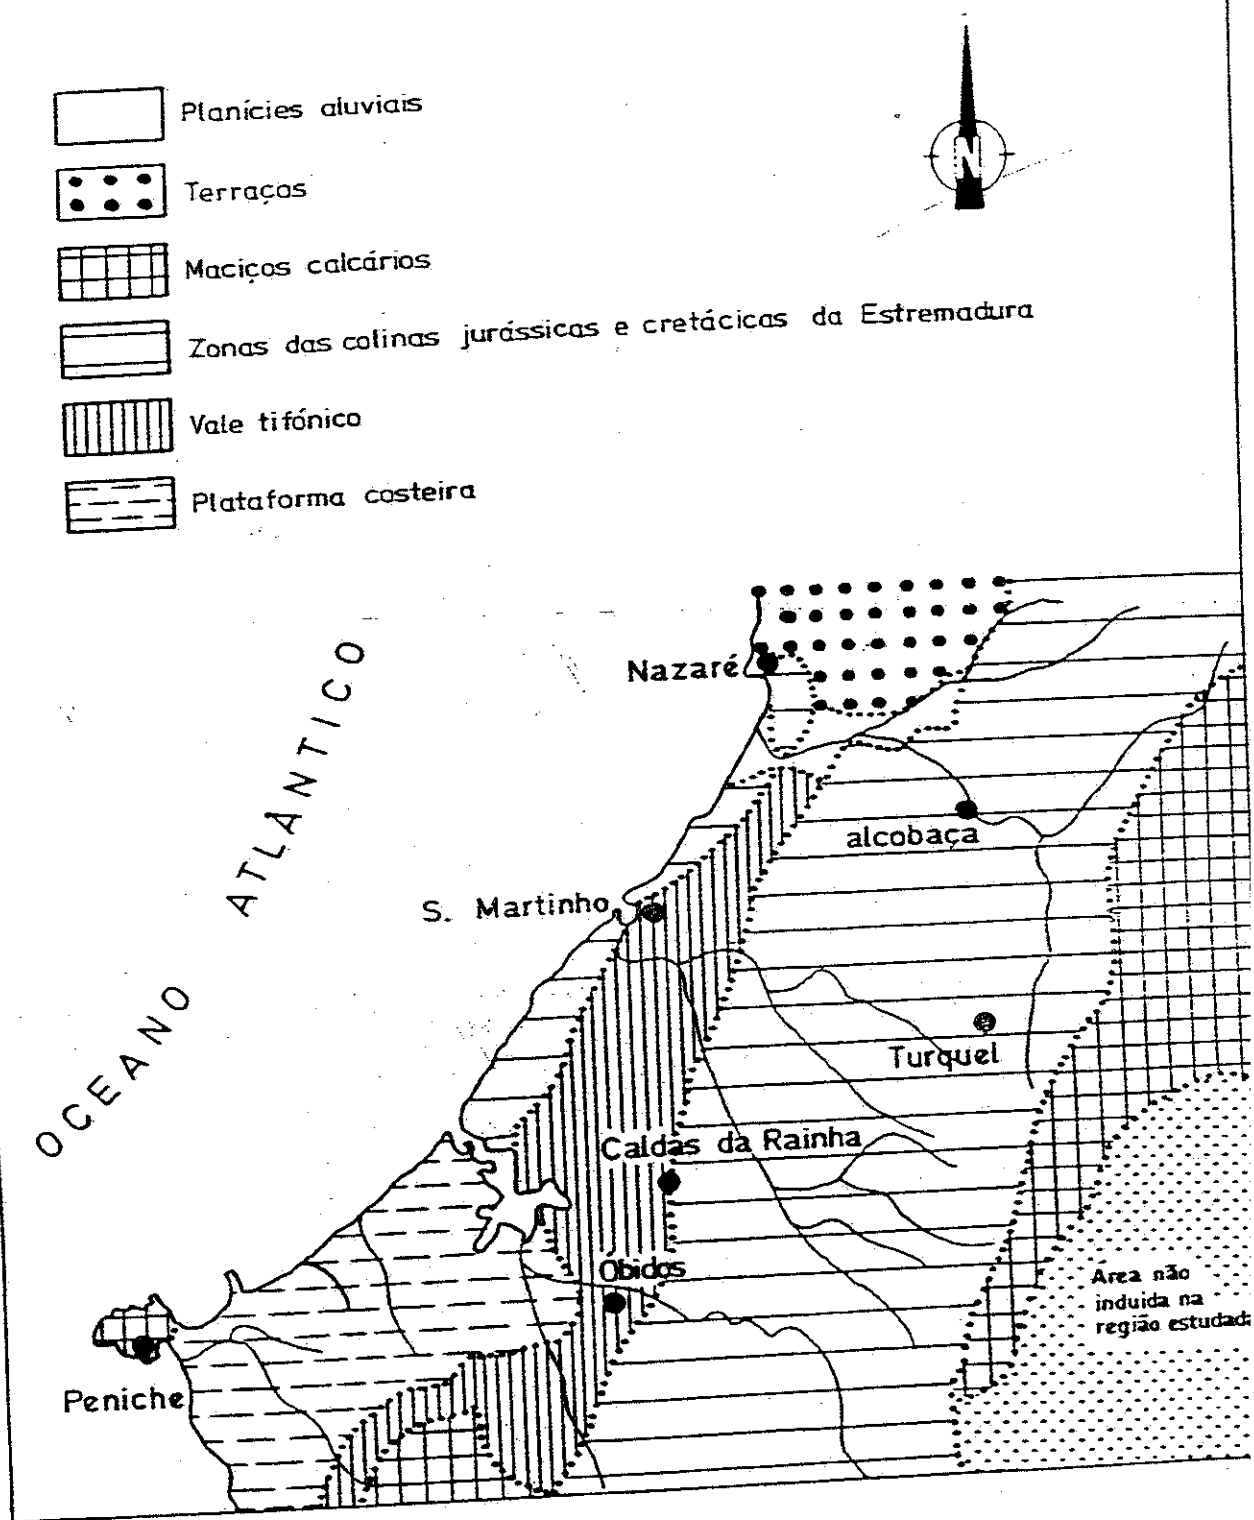 Planícies aluviais
N
Terraços
Maciços calcários
Zonas das colinas jurássicas e cretácicas da Estremadura
Vale tifónico
Plataforma costeira
OCEANO ATLÂNTICO
Nazaré
alcobaça
S. Martinho
Turquel
Caldas da Rainha
Obidos
Area não
induida na
região estudada
Peniche